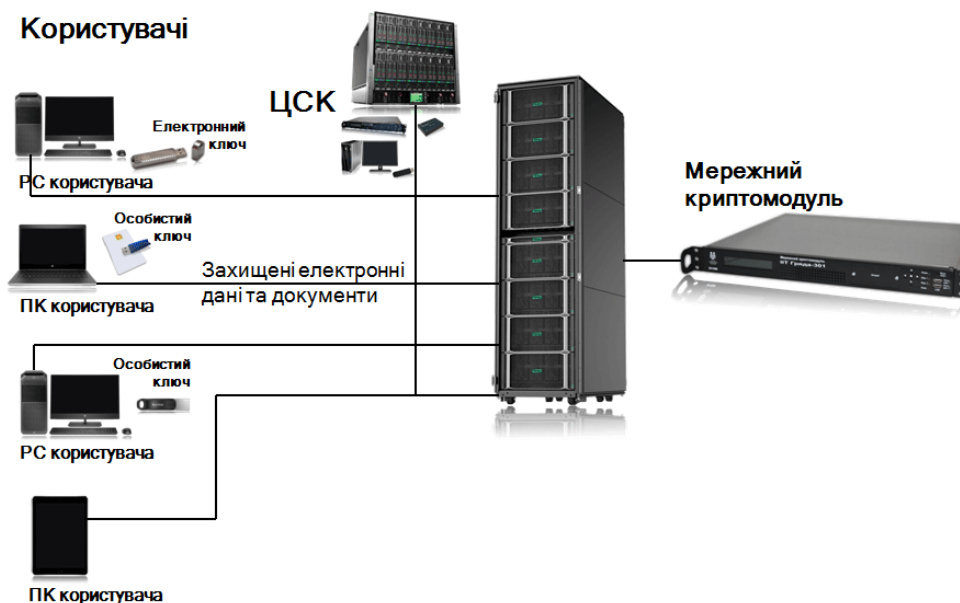 Користувачі
ЦСК
Електронний
ключ
РС користувача
Мережний
криптомодуль
Особистий
ключ
Захищені електронні
дані та документи
ПК користувача
Особистий
ключ
РС користувача
ПК користувача